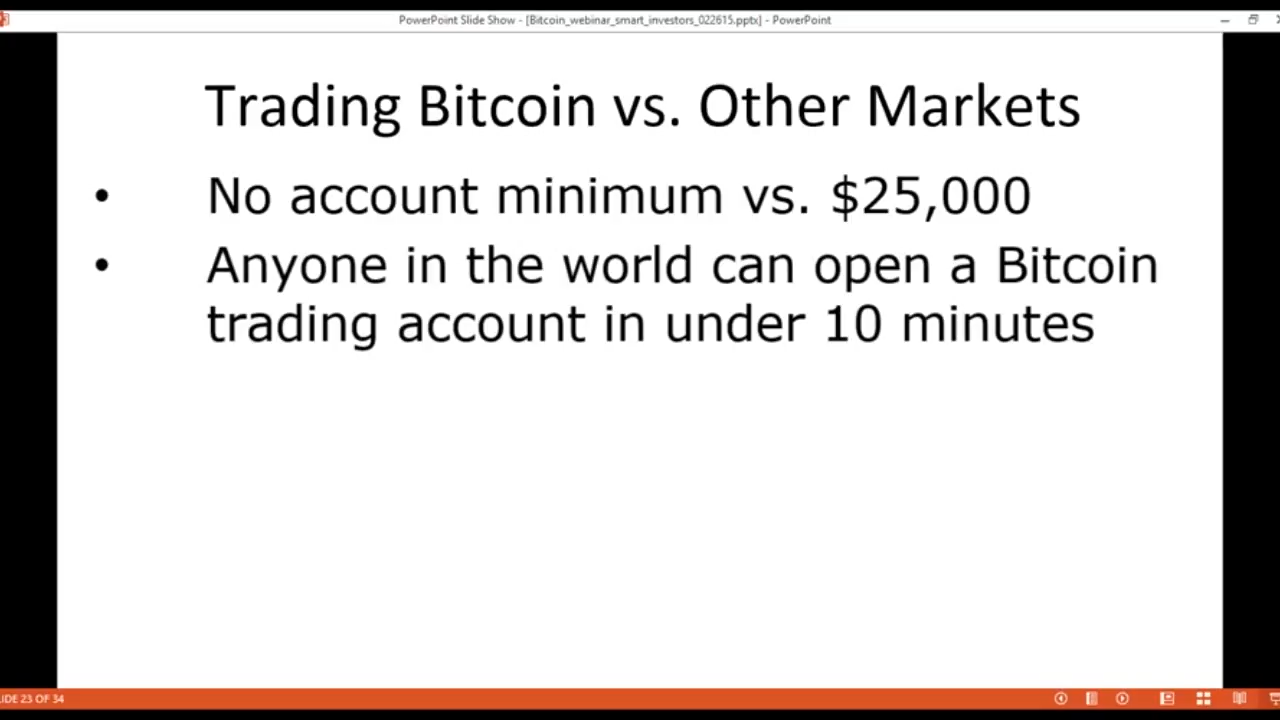 PowerPoint Slide Show - [Bitcoin_webinar_smart_investors_022615.pptx] - PowerPoint
Trading Bitcoin vs. Other Markets
• No account minimum vs. $25,000
• Anyone in the world can open a Bitcoin
trading account in under 10 minutes
LIDE 23 OF 34